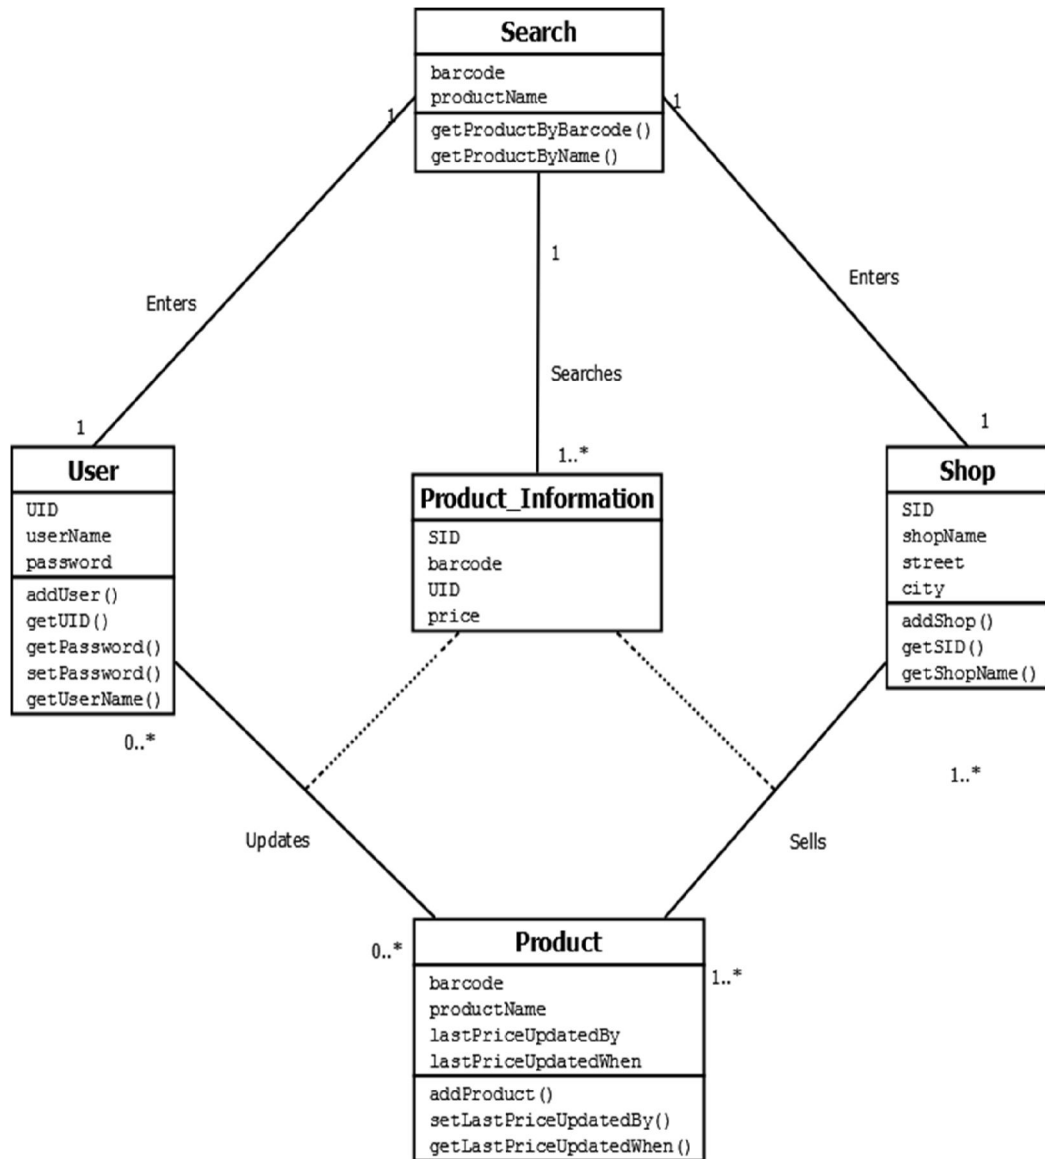 Search
barcode
productName
getProductByBarcode()
getProductByName()
1
1
1
Enters
Enters
Searches
1
1
1..*
User
UID
userName
password
addUser()
getUID()
getPassword()
setPassword()
getUserName()
Product_Information
SID
barcode
UID
price
Shop
SID
shopName
street
city
addShop()
getSID()
getShopName()
0..*
1..*
Updates
Sells
0..*
1..*
Product
barcode
productName
lastPriceUpdatedBy
lastPriceUpdatedWhen
addProduct()
setLastPriceUpdatedBy()
getLastPriceUpdatedWhen()